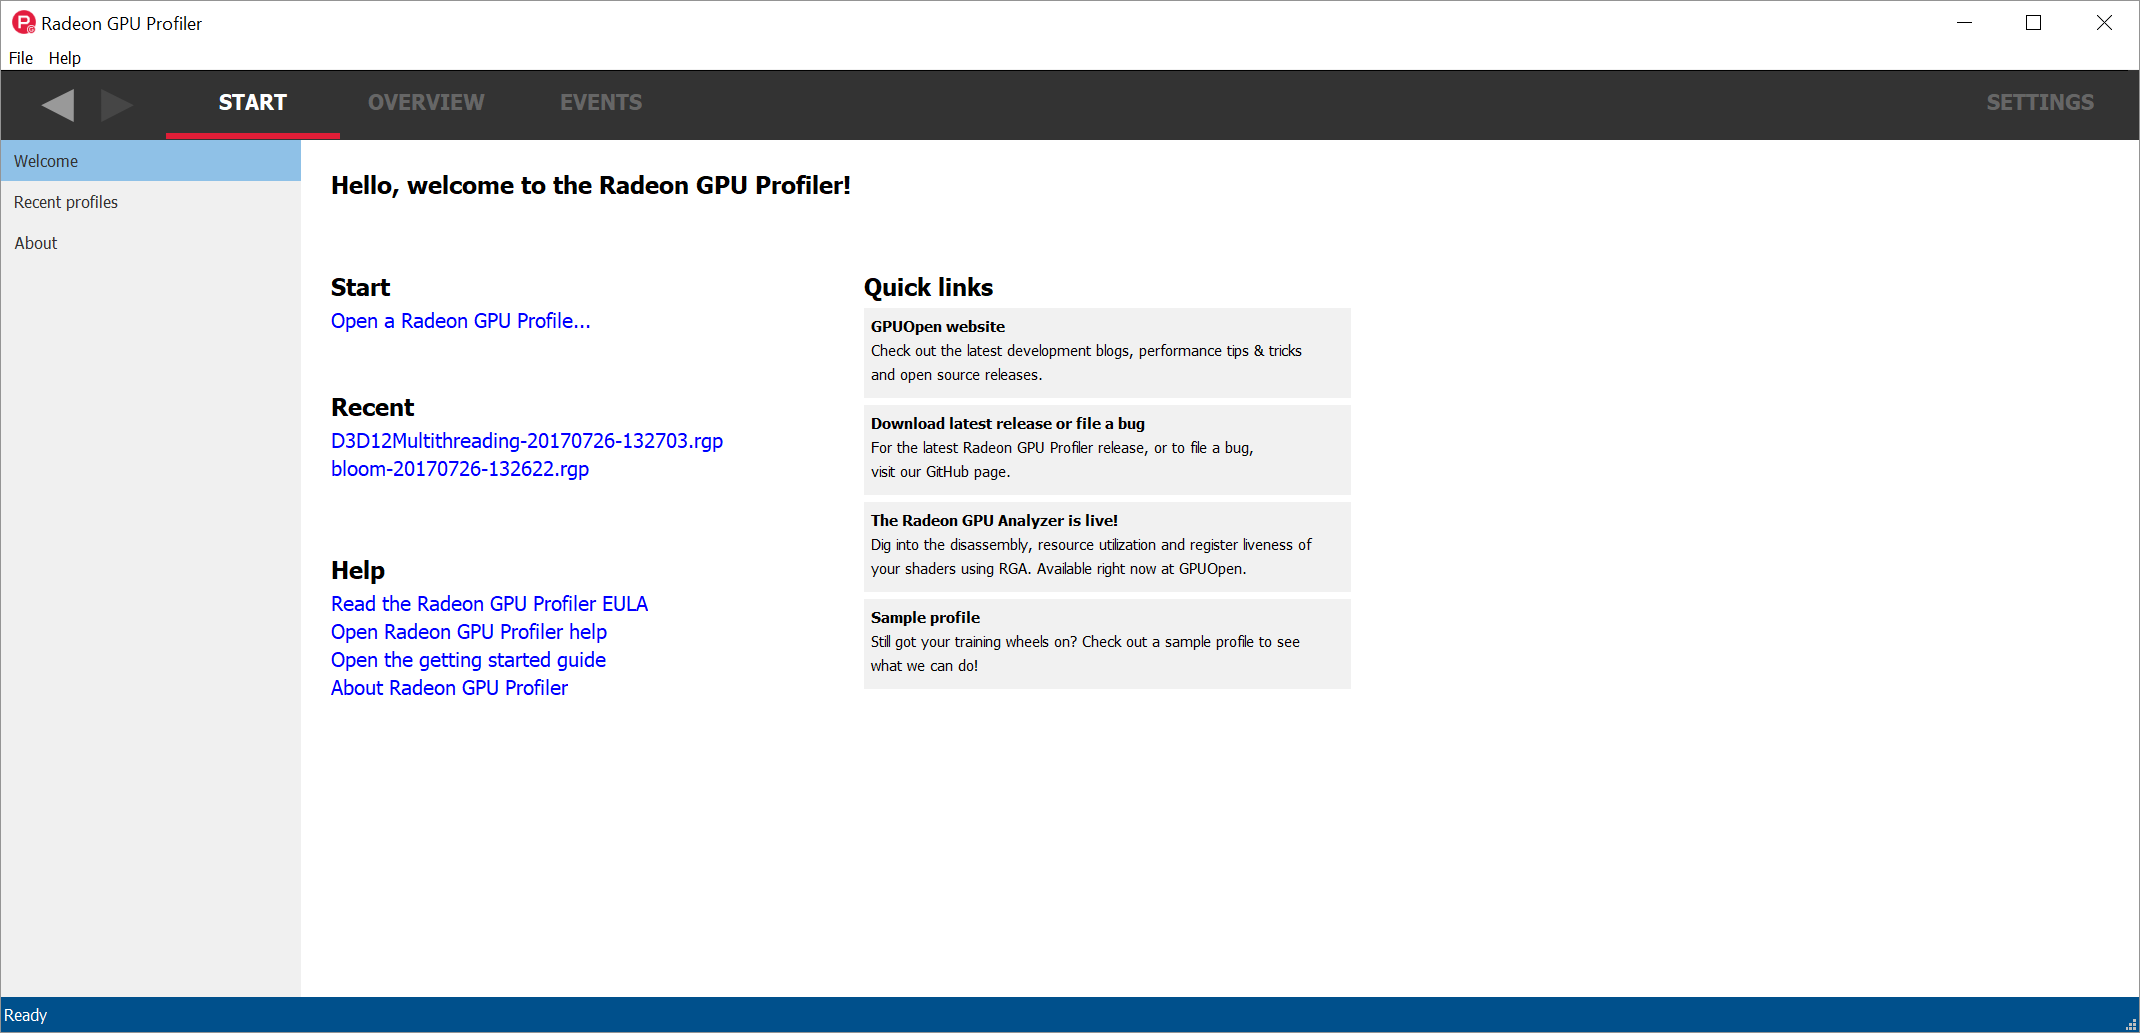 Radeon GPU Profiler
File Help
START OVERVIEW EVENTS SETTINGS
Welcome
Recent profiles
About
Hello, welcome to the Radeon GPU Profiler!
Start
Open a Radeon GPU Profile...
Recent
D3D12Multithreading-20170726-132703.rgp
bloom-20170726-132622.rgp
Help
Read the Radeon GPU Profiler EULA
Open Radeon GPU Profiler help
Open the getting started guide
About Radeon GPU Profiler
Quick links
GPUOpen website
Check out the latest development blogs, performance tips & tricks
and open source releases.
Download latest release or file a bug
For the latest Radeon GPU Profiler release, or to file a bug,
visit our GitHub page.
The Radeon GPU Analyzer is live!
Dig into the disassembly, resource utilization and register liveness of
your shaders using RGA. Available right now at GPUOpen.
Sample profile
Still got your training wheels on? Check out a sample profile to see
what we can do!
Ready